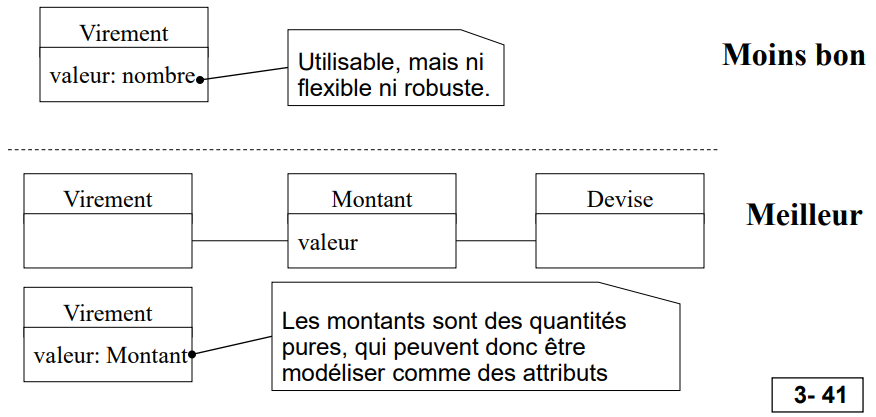 Virement
valeur: nombre
Utilisable, mais ni
flexible ni robuste.
Moins bon
Virement
Montant
valeur
Devise
Meilleur
Virement
valeur: Montant
Les montants sont des quantités
pures, qui peuvent donc être
modéliser comme des attributs
3- 41